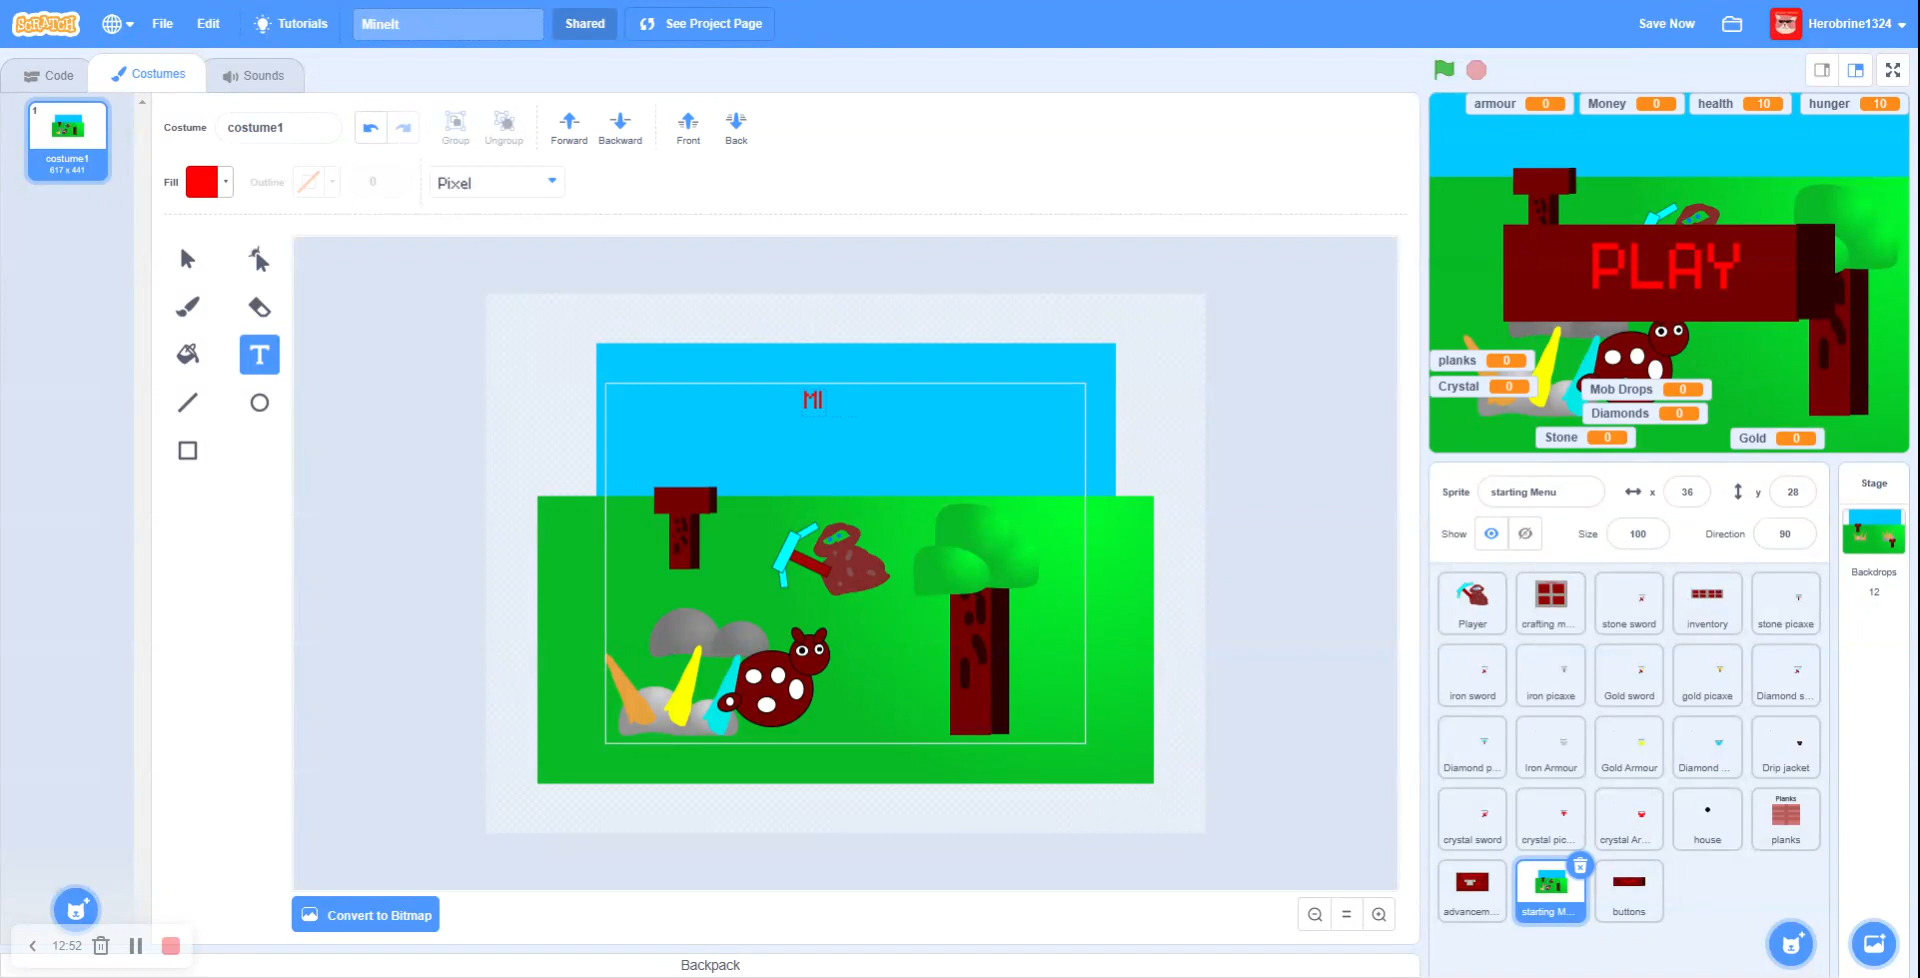 SCRATCH
File
Edit
Tutorials
MineIt
Shared
See Project Page
Save Now
Herobrine1324
Code
Costumes
Sounds
1
costume1
617 x 441
Costume
costume1
Group
Ungroup
Forward
Backward
Front
Back
Fill
Outline
0
Pixel
T
MI
Convert to Bitmap
12:52
Backpack
armour 0
Money 0
health 10
hunger 10
PLAY
planks 0
Crystal 0
Mob Drops 0
Diamonds 0
Stone 0
Gold 0
Sprite
starting Menu
x
36
y
28
Show
Size
100
Direction
90
Player
crafting m...
stone sword
inventory
stone picaxe
iron sword
iron picaxe
Gold sword
gold picaxe
Diamond s...
Diamond p...
Iron Armour
Gold Armour
Diamond ...
Drip jacket
crystal sword
crystal pic...
crystal Ar...
house
Planks
planks
advancem...
starting M...
buttons
Stage
Backdrops
12